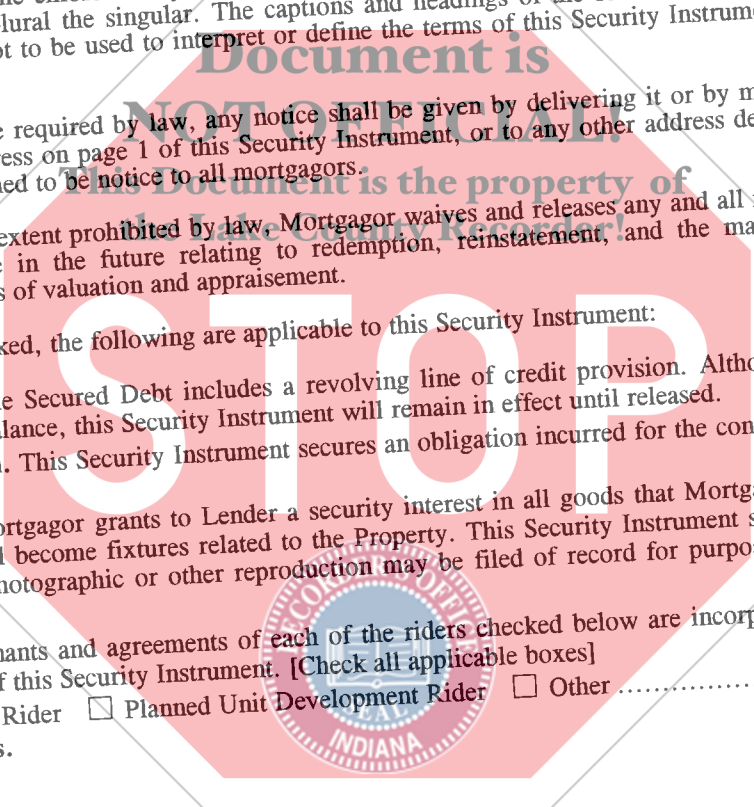 plural the singular. The captions and headings of
ot to be used to interpret or define the terms of this Security Instrume
Document is
NOT OFFICIAL!
This Document is the property of
the Lake County Recorder!
required by law, any notice shall be given by delivering it or by m
ress on page 1 of this Security Instrument, or to any other address de
ned to be notice to all mortgagors.
extent prohibited by law, Mortgagor waives and releases any and all
e in the future relating to redemption, reinstatement, and the ma
s of valuation and appraisement.
STOP
ked, the following are applicable to this Security Instrument:
e Secured Debt includes a revolving line of credit provision. Altho
lance, this Security Instrument will remain in effect until released.
. This Security Instrument secures an obligation incurred for the con
ortgagor grants to Lender a security interest in all goods that Mortga
l become fixtures related to the Property. This Security Instrument s
hotographic or other reproduction may be filed of record for purpo
nants and agreements of each of the riders checked below are incorp
f this Security Instrument. [Check all applicable boxes]
Rider ☐ Planned Unit Development Rider ☐ Other ...............
s.
RECORDER'S OFFICE
SEAL
INDIANA